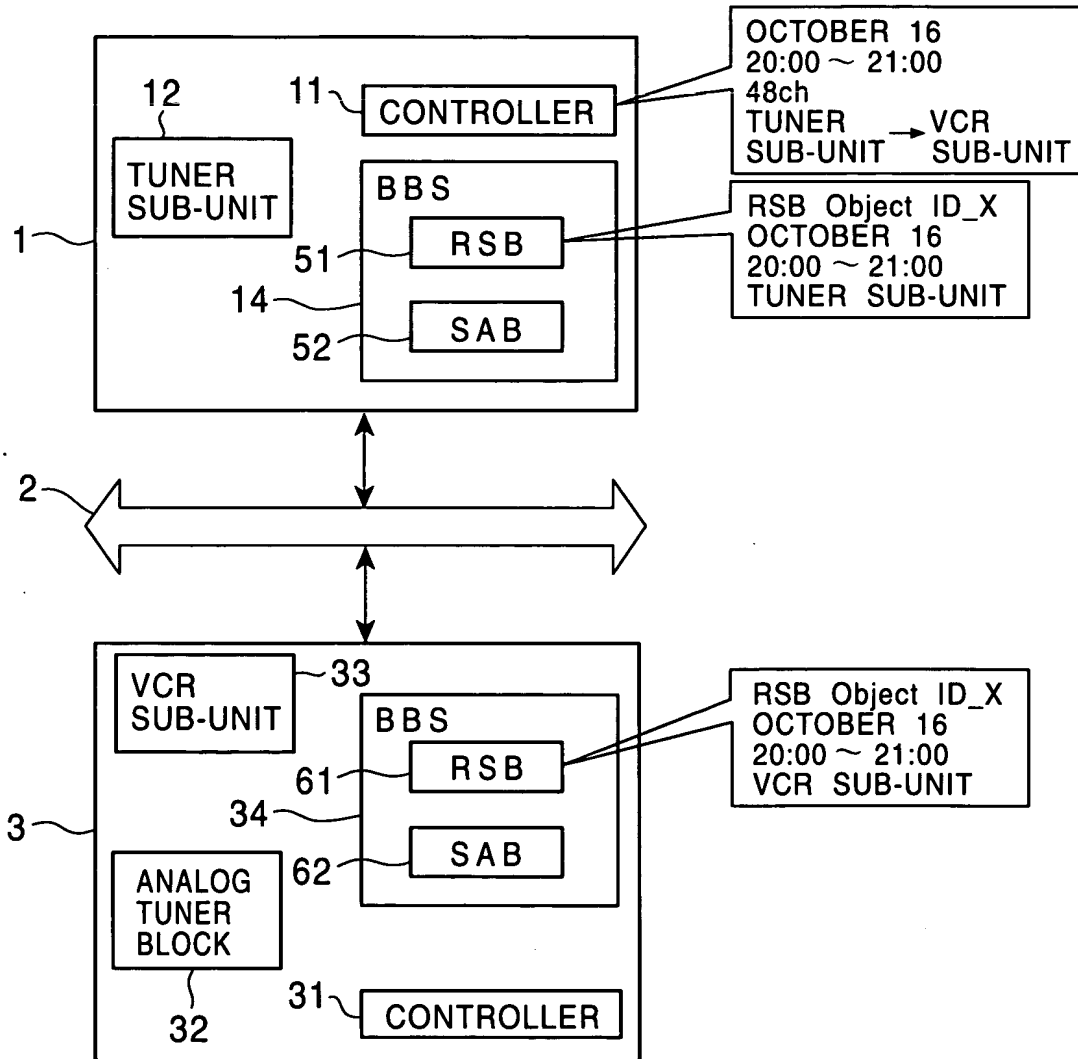 OCTOBER 16
20:00 ~ 21:00
48ch
TUNER → VCR
SUB-UNIT SUB-UNIT
11
CONTROLLER
12
TUNER
SUB-UNIT
BBS
RSB
51
SAB
52
14
1
RSB Object ID_X
OCTOBER 16
20:00 ~ 21:00
TUNER SUB-UNIT
2
VCR
SUB-UNIT
33
BBS
RSB
61
SAB
62
34
3
RSB Object ID_X
OCTOBER 16
20:00 ~ 21:00
VCR SUB-UNIT
ANALOG
TUNER
BLOCK
32
31
CONTROLLER